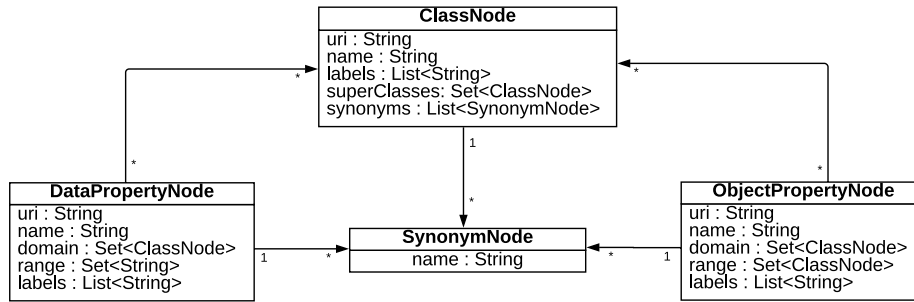 ClassNode
uri : String
name : String
labels : List<String>
superClasses: Set<ClassNode>
synonyms : List<SynonymNode>
*
*
1
*
*
*
DataPropertyNode
uri : String
name : String
domain : Set<ClassNode>
range : Set<String>
labels : List<String>
1
*
SynonymNode
name : String
*
1
ObjectPropertyNode
uri : String
name : String
domain : Set<ClassNode>
range : Set<ClassNode>
labels : List<String>